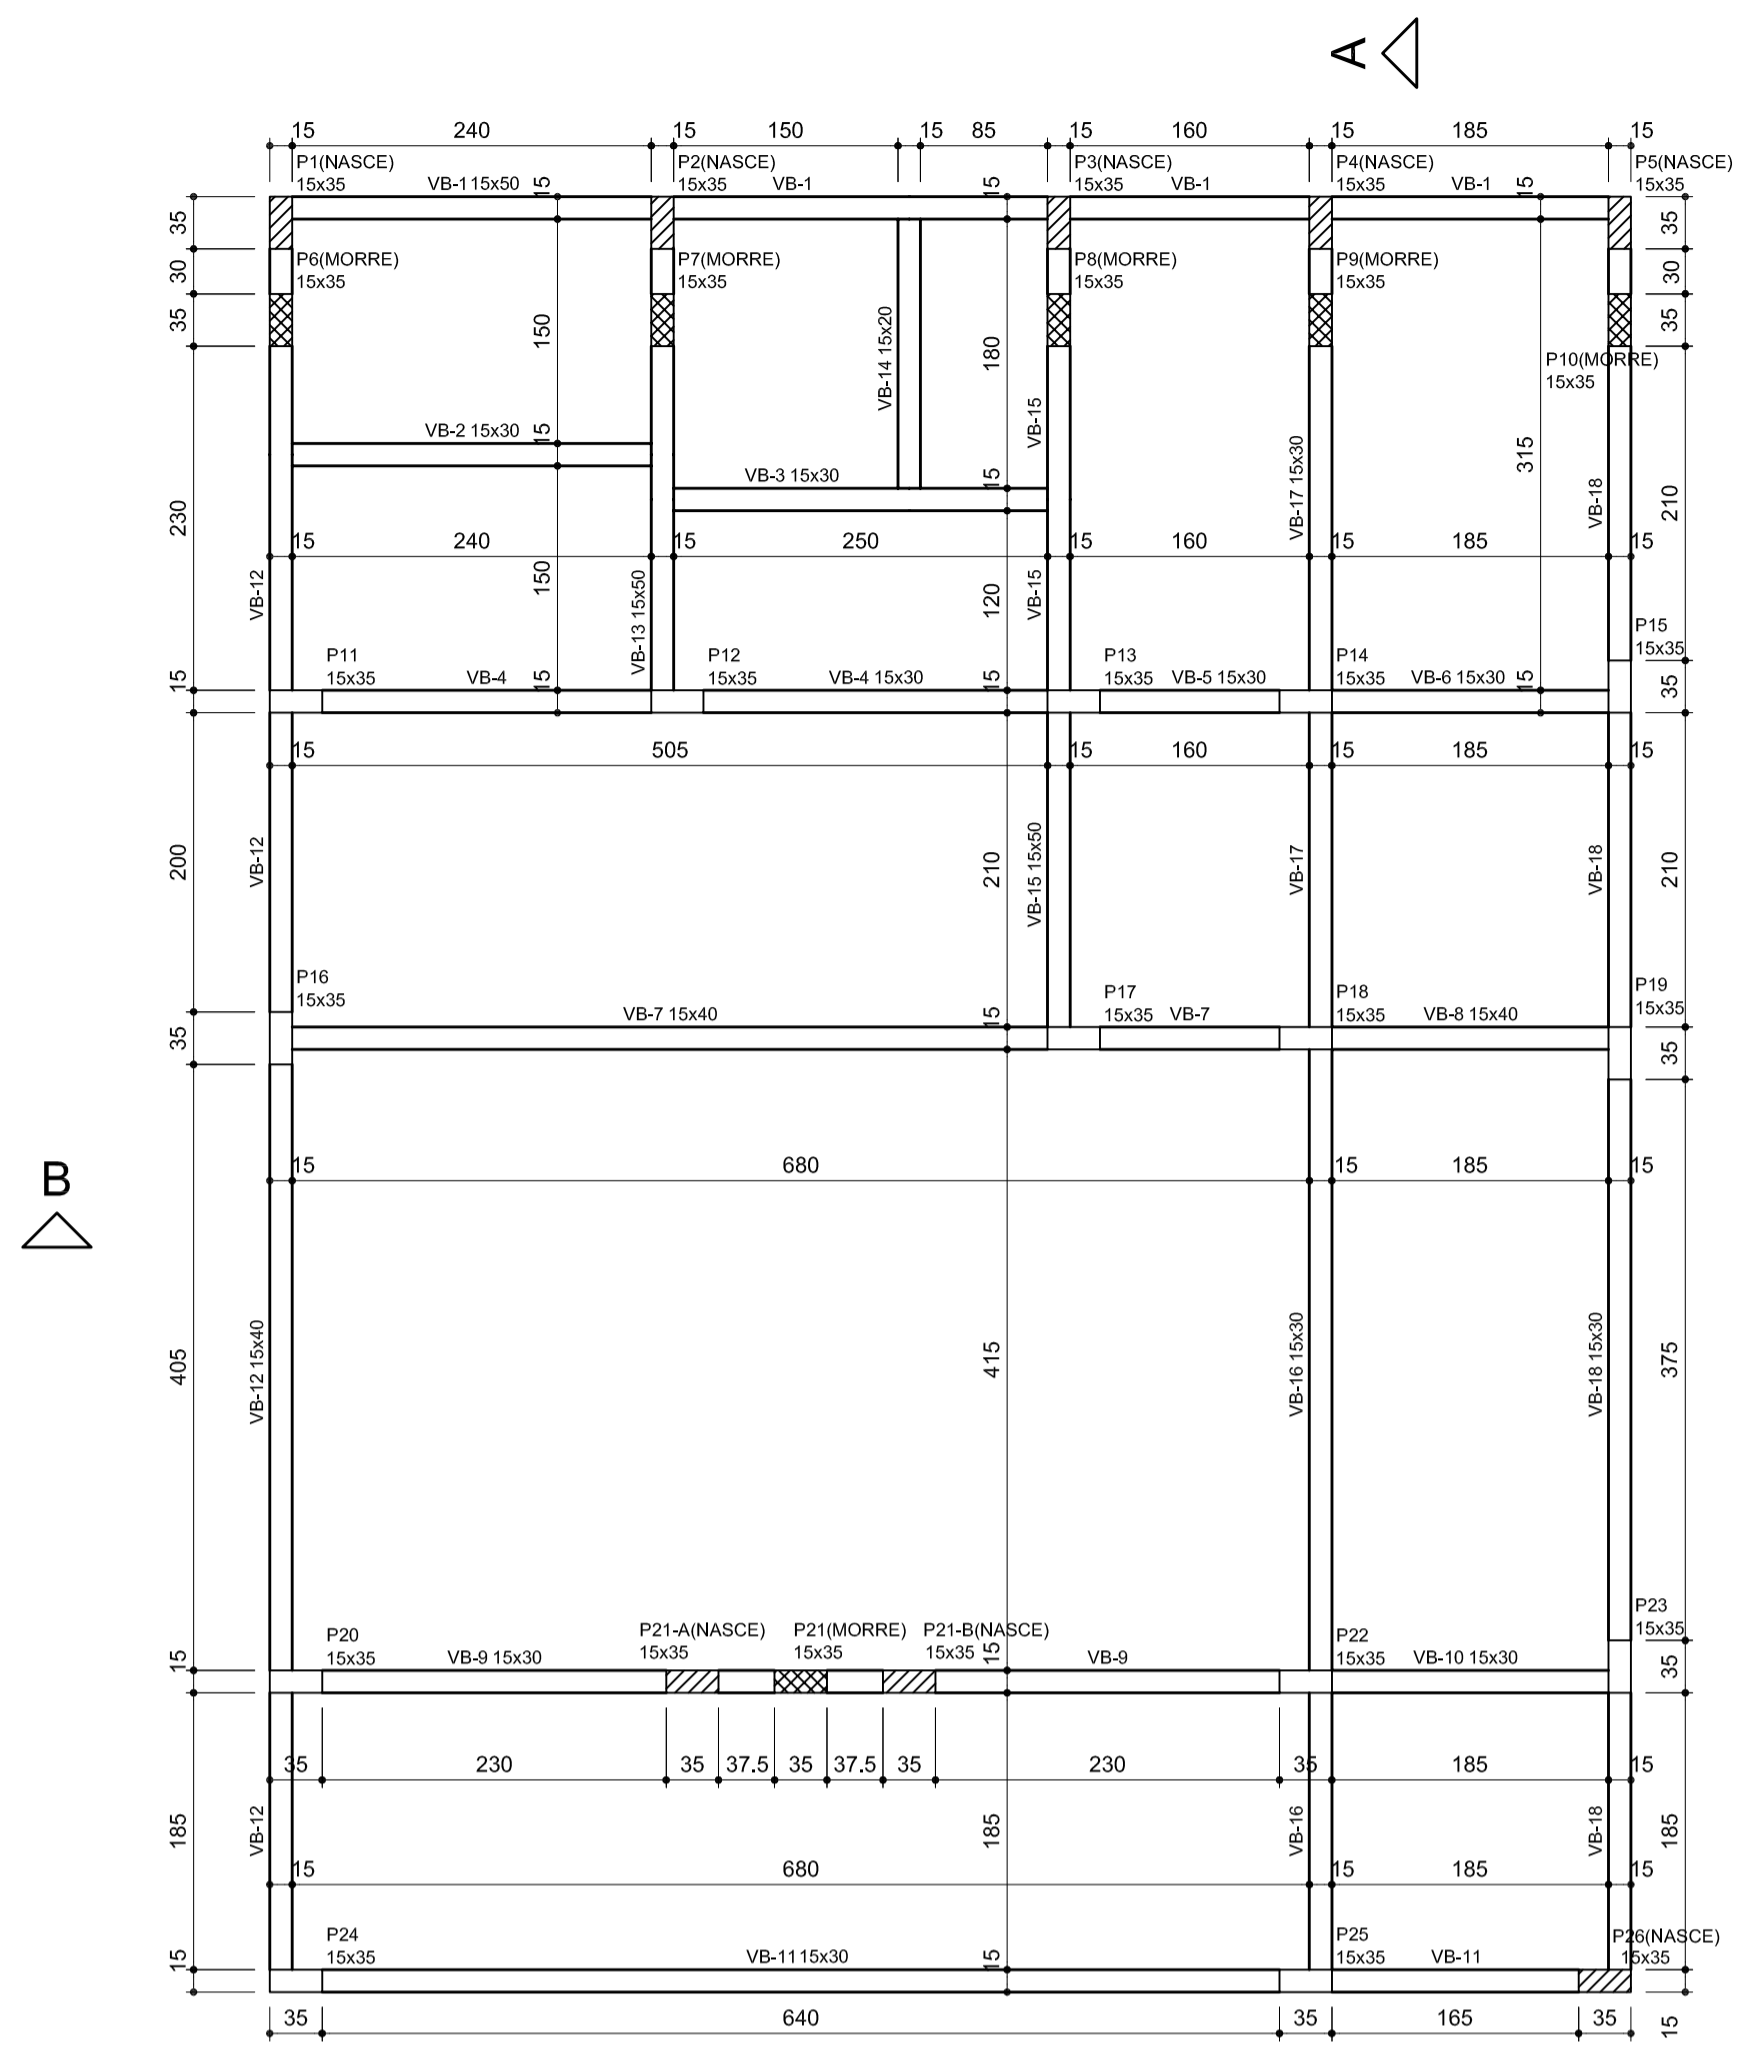 A
15 240 15 150 15 85 15 160 15 185 15
P1(NASCE) P2(NASCE) P3(NASCE) P4(NASCE) P5(NASCE)
15x35 VB-1 15x50 15 15x35 VB-1 15 15x35 VB-1 15x35 VB-1 15 15x35
35 35
P6(MORRE) P7(MORRE) P8(MORRE) P9(MORRE)
30 15x35 15x35 15x35 15x35 30
35 150 VB-14 15x20 180 35
P10(MORRE)
15x35
VB-2 15x30 15 VB-15 315
VB-3 15x30 15 VB-17 15x30 VB-18
230 210
15 240 15 250 15 160 15 185 15
VB-12 150 VB-13 15x50 120 VB-15
P15
15x35
P11 P12 P13 P14
15 15x35 VB-4 15 15x35 VB-4 15x30 15 15x35 VB-5 15x30 15x35 VB-6 15x30 15 35
15 505 15 160 15 185 15
200 VB-12 210 VB-15 15x50 VB-17 VB-18 210
P16 P17 P18 P19
15x35 VB-7 15x40 15 15x35 VB-7 15x35 VB-8 15x40 15x35
35 35
15 680 15 185 15
B
405 VB-12 15x40 415 VB-16 15x30 VB-18 15x30 375
P23
15x35
P20 P21-A(NASCE) P21(MORRE) P21-B(NASCE) P22
15 15x35 VB-9 15x30 15x35 15x35 15x35 15 VB-9 15x35 VB-10 15x30 35
35 230 35 37.5 35 37.5 35 230 35 185 15
185 VB-12 185 VB-16 VB-18 185
15 680 15 185 15
P24 P25 P26(NASCE)
15 15x35 VB-11 15x30 15 15x35 VB-11 15x35
35 640 35 165 35 15